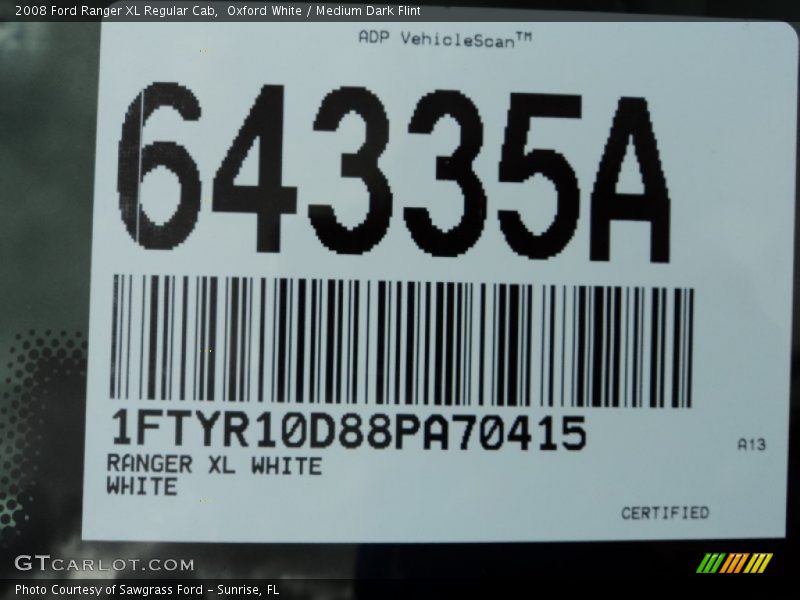 2008 Ford Ranger XL Regular Cab,  Oxford White / Medium Dark Flint
ADP VehicleScan™
64335A
1FTYR10D88PA70415
RANGER XL WHITE
WHITE
A13
CERTIFIED
GTCARLOT.COM
Photo Courtesy of Sawgrass Ford - Sunrise, FL